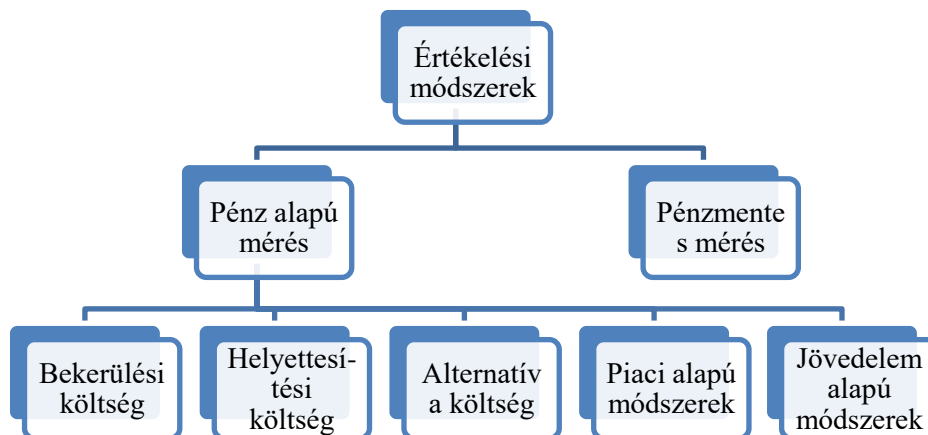 Értékelési
módszerek
Pénz alapú
mérés
Pénzmente
s mérés
Bekerülési
költség
Helyettesí-
tési
költség
Alternatív
a költség
Piaci alapú
módszerek
Jövedelem
alapú
módszerek